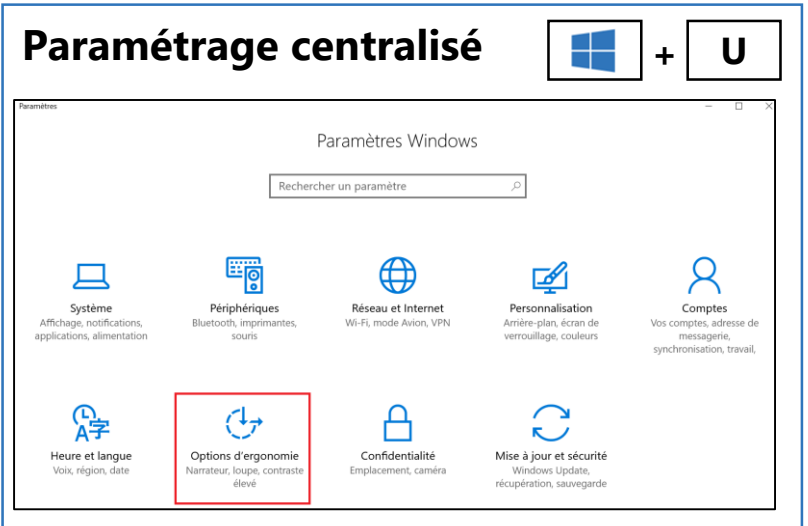 Paramétrage centralisé
+ U
Paramètres
Paramètres Windows
Rechercher un paramètre
Système
Affichage, notifications,
applications, alimentation
Périphériques
Bluetooth, imprimantes,
souris
Réseau et Internet
Wi-Fi, mode Avion, VPN
Personnalisation
Arrière-plan, écran de
verrouillage, couleurs
Comptes
Vos comptes, adresse de
messagerie,
synchronisation, travail,
Heure et langue
Voix, région, date
Options d'ergonomie
Narrateur, loupe, contraste
élevé
Confidentialité
Emplacement, caméra
Mise à jour et sécurité
Windows Update,
récupération, sauvegarde